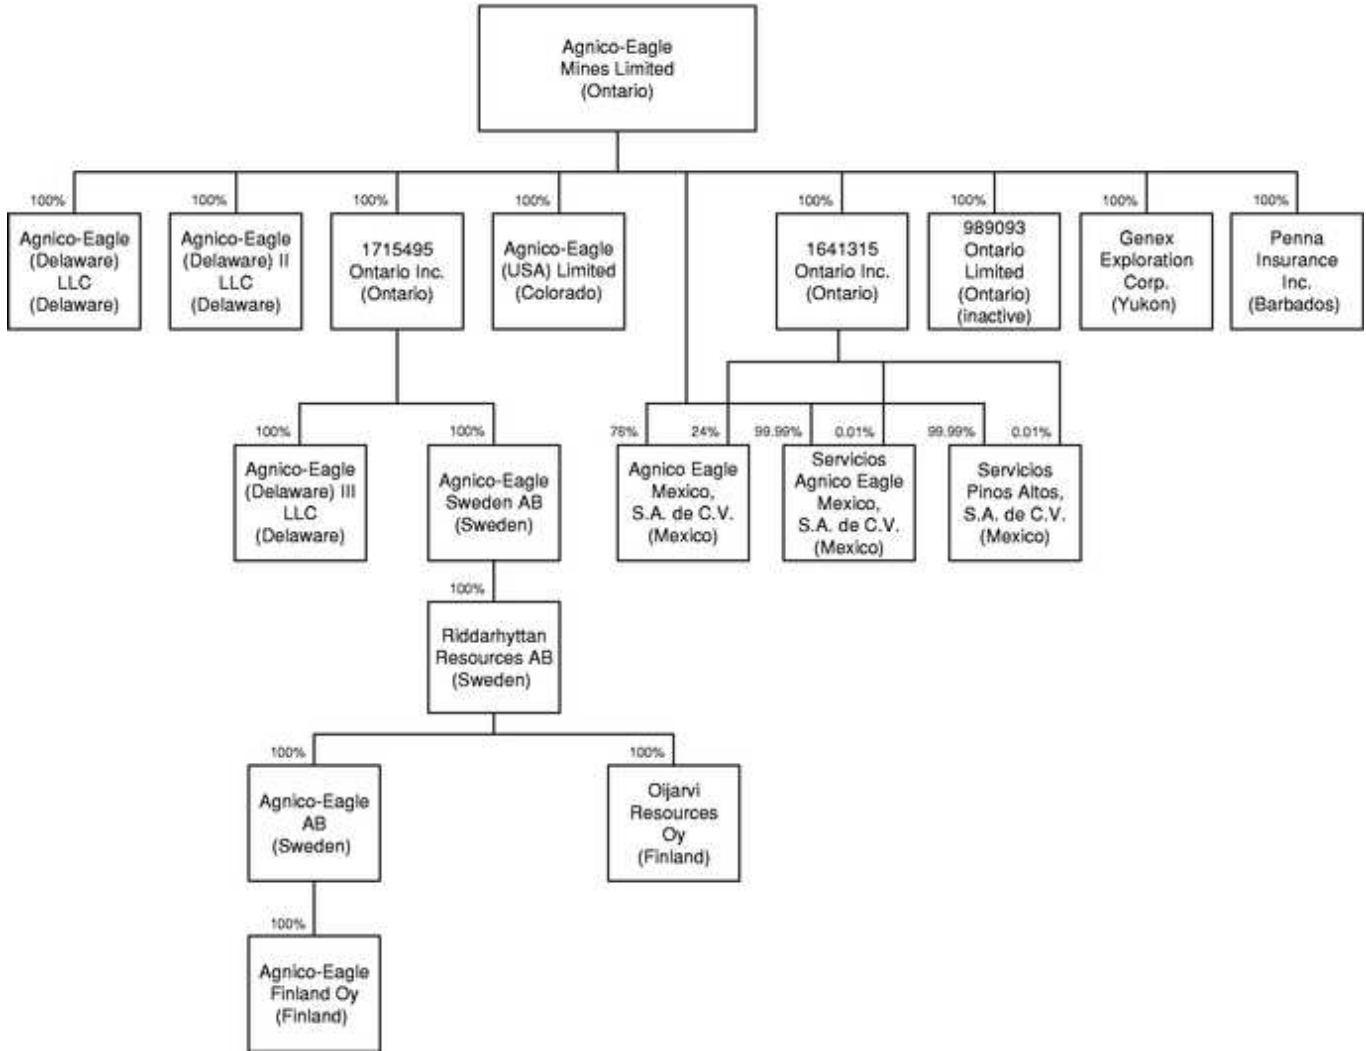 Agnico-Eagle
Mines Limited
(Ontario)
100%
100%
100%
100%
100%
100%
100%
100%
Agnico-Eagle
(Delaware)
LLC
(Delaware)
Agnico-Eagle
(Delaware) II
LLC
(Delaware)
1715495
Ontario Inc.
(Ontario)
Agnico-Eagle
(USA) Limited
(Colorado)
1641315
Ontario Inc.
(Ontario)
989093
Ontario
Limited
(Ontario)
(inactive)
Genex
Exploration
Corp.
(Yukon)
Penna
Insurance
Inc.
(Barbados)
100%
100%
76%
24%
99.99%
0.01%
99.99%
0.01%
Agnico-Eagle
(Delaware) III
LLC
(Delaware)
Agnico-Eagle
Sweden AB
(Sweden)
Agnico Eagle
Mexico,
S.A. de C.V.
(Mexico)
Servicios
Agnico Eagle
Mexico,
S.A. de C.V.
(Mexico)
Servicios
Pinos Altos,
S.A. de C.V.
(Mexico)
100%
Riddarhyttan
Resources AB
(Sweden)
100%
100%
Agnico-Eagle
AB
(Sweden)
Oijarvi
Resources
Oy
(Finland)
100%
Agnico-Eagle
Finland Oy
(Finland)